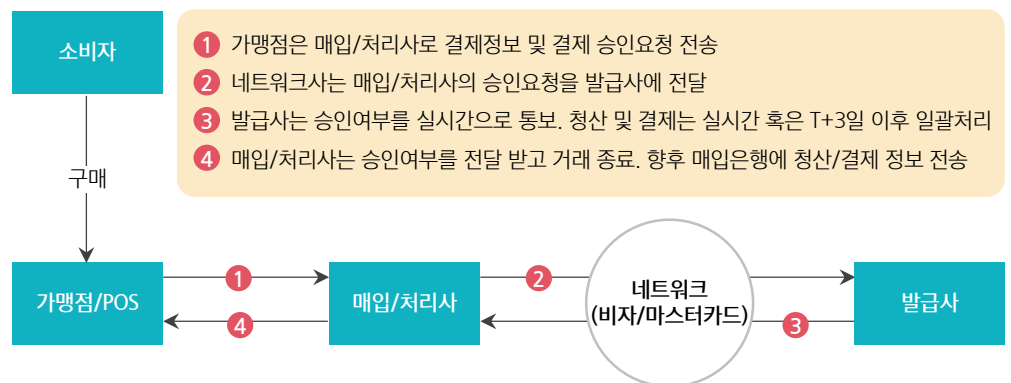 소비자
1 가맹점은 매입/처리사로 결제정보 및 결제 승인요청 전송
2 네트워크사는 매입/처리사의 승인요청을 발급사에 전달
3 발급사는 승인여부를 실시간으로 통보. 청산 및 결제는 실시간 혹은 T+3일 이후 일괄처리
4 매입/처리사는 승인여부를 전달 받고 거래 종료. 향후 매입은행에 청산/결제 정보 전송
구매
가맹점/POS
1
4
매입/처리사
2
네트워크
(비자/마스터카드)
3
발급사